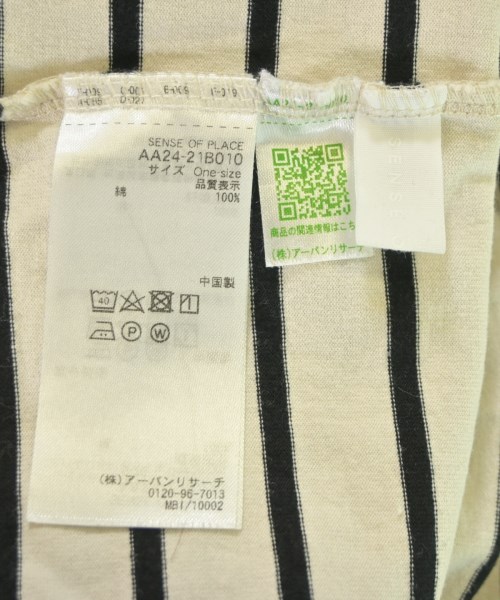 SENSE OF PLACE
AA24-21B010
サイズ One-size
品質表示
綿 100%
中国製
40
P W
(株)アーバンリサーチ
0120-96-7013
MBI/10002
商品の関連情報はこち
(株)アーバンリサーチ